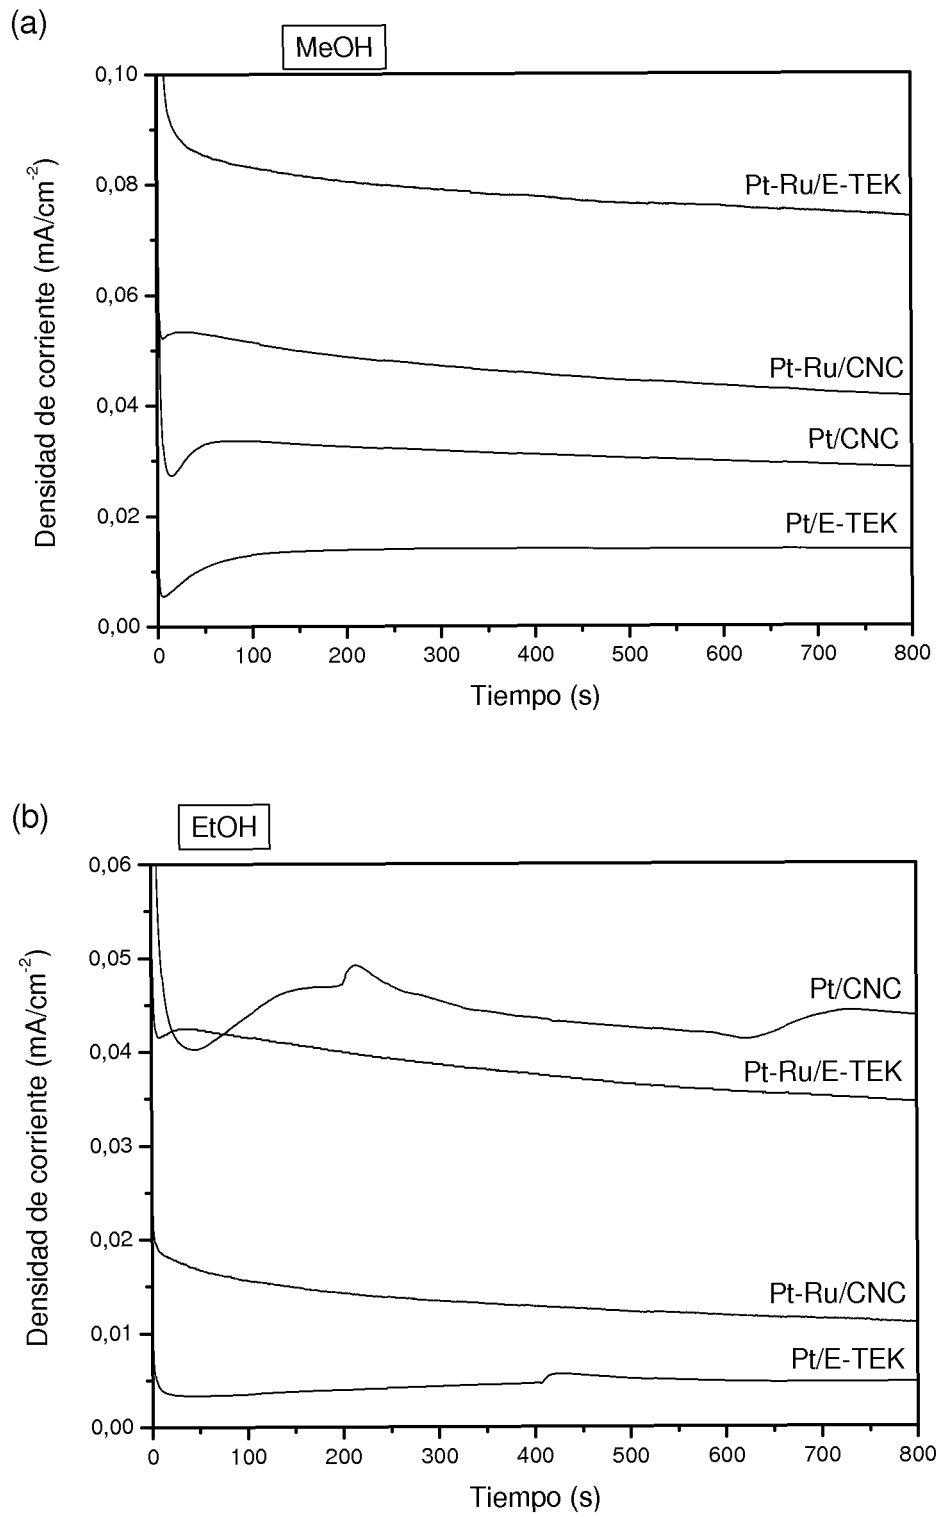 (a)
MeOH
0,10
0,08
0,06
0,04
0,02
0,00
Densidad de corriente (mA/cm⁻²)
Pt-Ru/E-TEK
Pt-Ru/CNC
Pt/CNC
Pt/E-TEK
0 100 200 300 400 500 600 700 800
Tiempo (s)
(b)
EtOH
0,06
0,05
0,04
0,03
0,02
0,01
0,00
Densidad de corriente (mA/cm⁻²)
Pt/CNC
Pt-Ru/E-TEK
Pt-Ru/CNC
Pt/E-TEK
0 100 200 300 400 500 600 700 800
Tiempo (s)